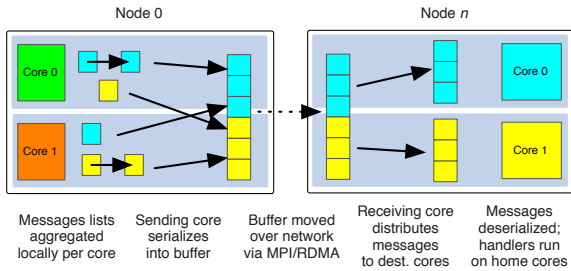 Node 0
Node n
Core 0
Core 0
Core 1
Core 1
Messages lists
aggregated
locally per core
Sending core
serializes
into buffer
Buffer moved
over network
via MPI/RDMA
Receiving core
distributes
messages
to dest. cores
Messages
deserialized;
handlers run
on home cores